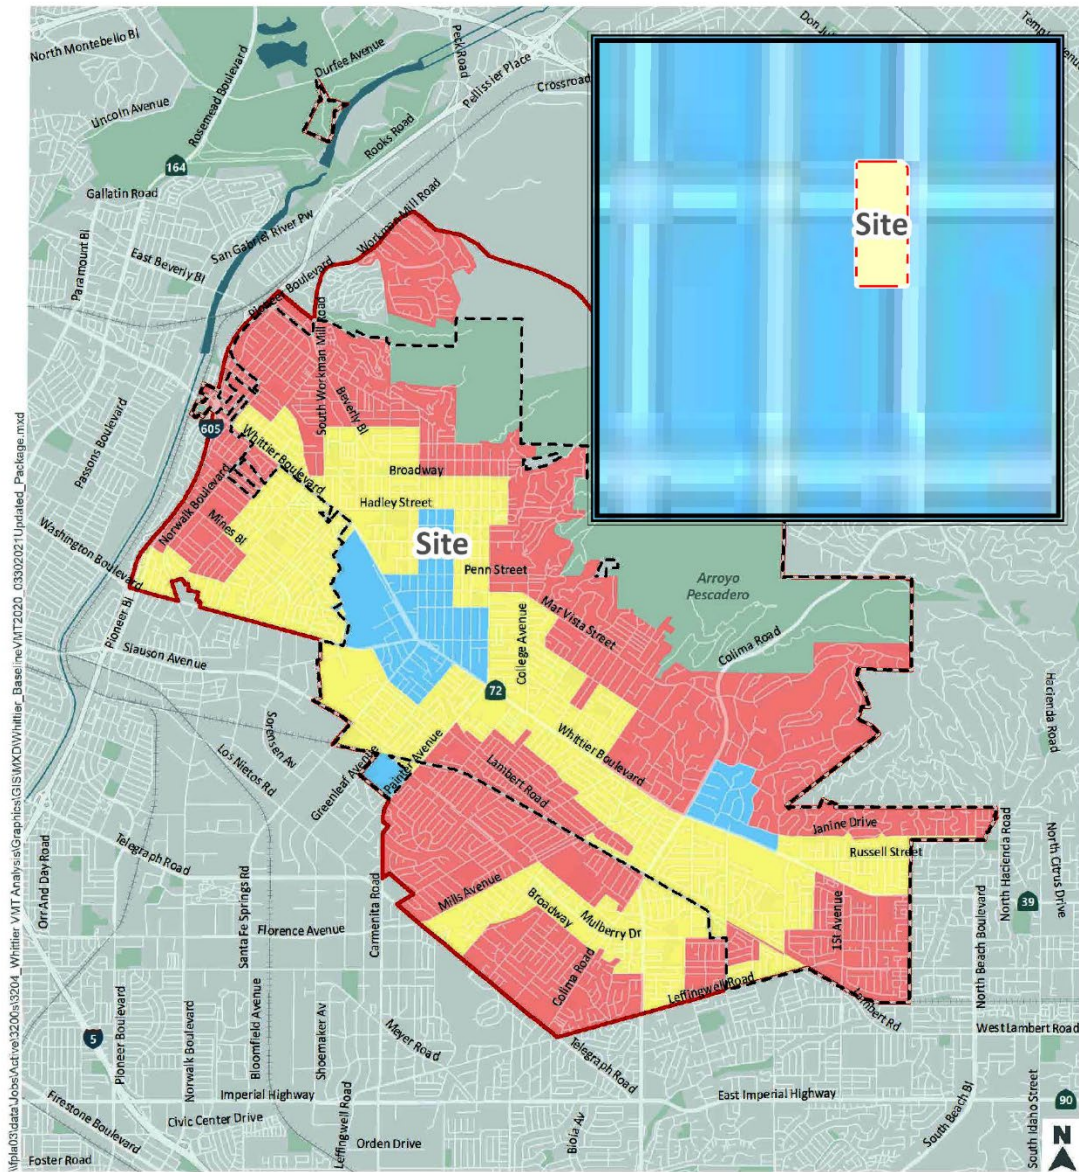 North Montebello Bl
Durfee Avenue
Peck Road
Pellissier Place
Crossroad
Lincoln Avenue
Rosemead Boulevard
Rooks Road
164
Gallatin Road
San Gabriel River Pw
Workman Mill Road
Site
Paramount Bl
East Beverly Bl
Pioneer Boulevard
South Workman Mill Road
Beverly Bl
605
Passons Boulevard
Whittier Boulevard
Broadway
Hadley Street
Norwalk Boulevard
Mines Bl
Site
Washington Boulevard
Penn Street
Arroyo
Pescadero
Mar Vista Street
Pioneer Bl
Slauson Avenue
College Avenue
Colima Road
72
Hacienda Road
Sorensen Av
Los Nietos Rd
Greenleaf Avenue
Painter Avenue
Lambert Road
Whittier Boulevard
Janine Drive
Russell Street
Telegraph Road
Orr And Day Road
Santa Fe Springs Rd
Carmenita Road
Mills Avenue
Broadway
Mulberry Dr
1St Avenue
North Hacienda Road
North Citrus Drive
39
North Beach Boulevard
Florence Avenue
Colima Road
Leffingwell Road
Lambert Rd
West Lambert Road
5
Pioneer Boulevard
Norwalk Boulevard
Bloomfield Avenue
Shoemaker Av
Meyer Road
Telegraph Road
Imperial Highway
East Imperial Highway
Firestone Boulevard
Civic Center Drive
Leffingwell Road
Orden Drive
Biola Av
South Beach Bl
South Idaho Street
90
Foster Road
N